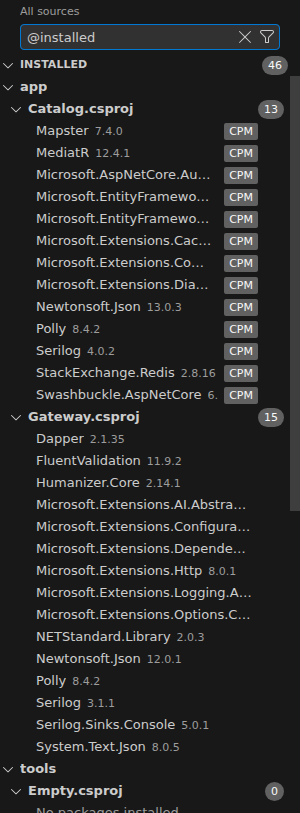 All sources
@installed
INSTALLED 46
app
Catalog.csproj 13
Mapster 7.4.0 CPM
MediatR 12.4.1 CPM
Microsoft.AspNetCore.Au... CPM
Microsoft.EntityFramewo... CPM
Microsoft.EntityFramewo... CPM
Microsoft.Extensions.Cac... CPM
Microsoft.Extensions.Co... CPM
Microsoft.Extensions.Dia... CPM
Newtonsoft.Json 13.0.3 CPM
Polly 8.4.2 CPM
Serilog 4.0.2 CPM
StackExchange.Redis 2.8.16 CPM
Swashbuckle.AspNetCore 6. CPM
Gateway.csproj 15
Dapper 2.1.35
FluentValidation 11.9.2
Humanizer.Core 2.14.1
Microsoft.Extensions.AI.Abstra...
Microsoft.Extensions.Configura...
Microsoft.Extensions.Depende...
Microsoft.Extensions.Http 8.0.1
Microsoft.Extensions.Logging.A...
Microsoft.Extensions.Options.C...
NETStandard.Library 2.0.3
Newtonsoft.Json 12.0.1
Polly 8.4.2
Serilog 3.1.1
Serilog.Sinks.Console 5.0.1
System.Text.Json 8.0.5
tools
Empty.csproj 0
No packages installed